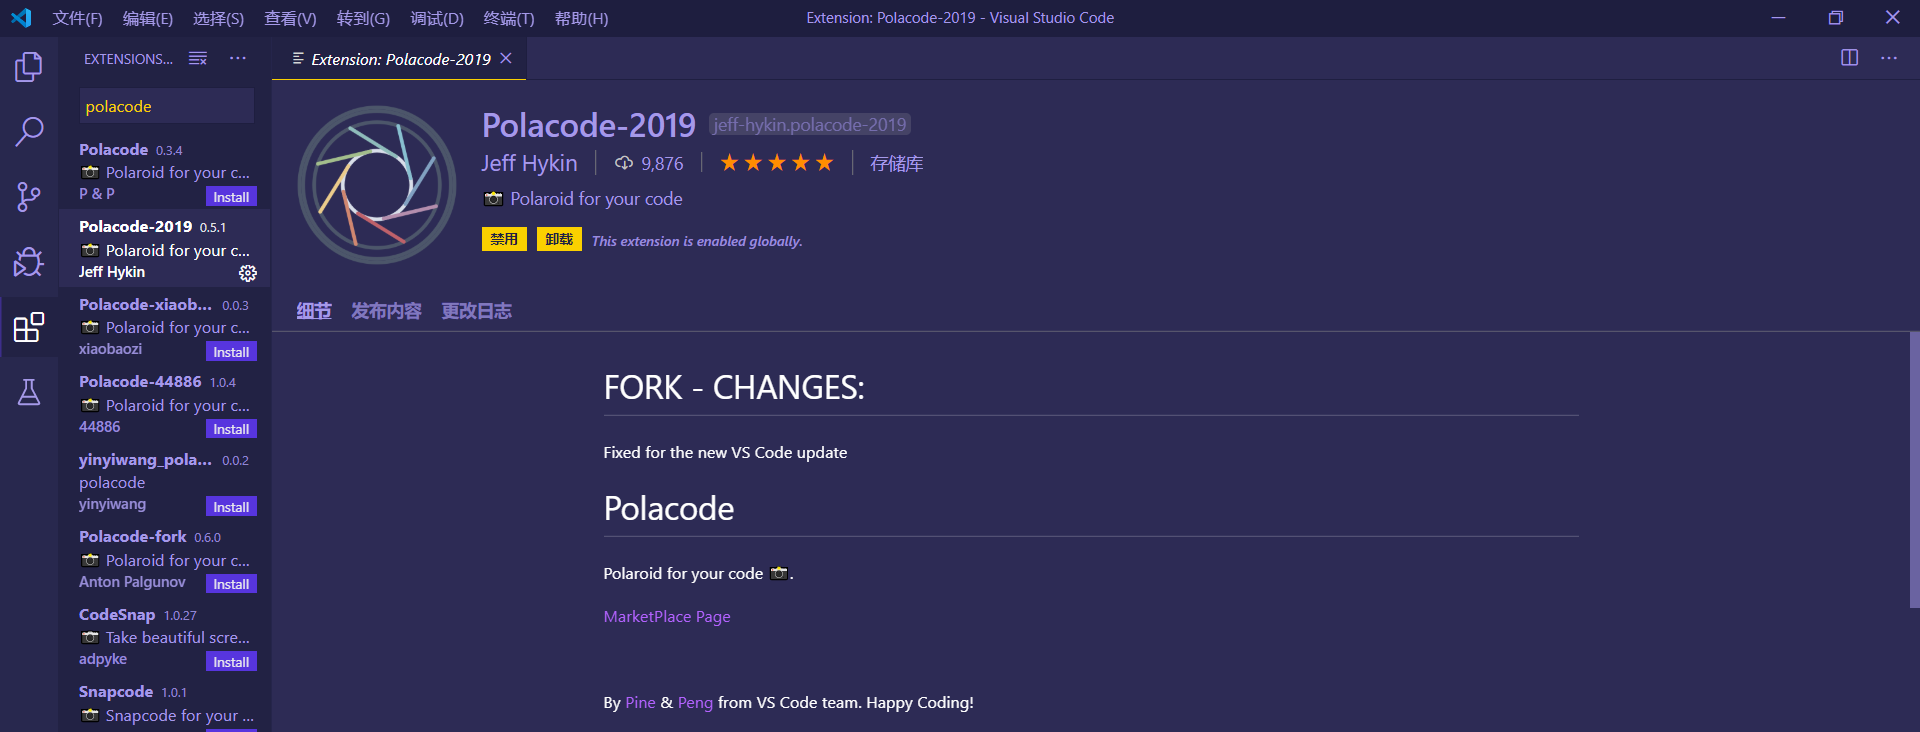 文件(F) 编辑(E) 选择(S) 查看(V) 转到(G) 调试(D) 终端(T) 帮助(H)
Extension: Polacode-2019 - Visual Studio Code
EXTENSIONS...
polacode
Polacode 0.3.4
Polaroid for your c...
P & P
Install
Polacode-2019 0.5.1
Polaroid for your c...
Jeff Hykin
Polacode-xiaob... 0.0.3
Polaroid for your c...
xiaobaozi
Install
Polacode-44886 1.0.4
Polaroid for your c...
44886
Install
yinyiwang_pola... 0.0.2
polacode
yinyiwang
Install
Polacode-fork 0.6.0
Polaroid for your c...
Anton Palgunov
Install
CodeSnap 1.0.27
Take beautiful scre...
adpyke
Install
Snapcode 1.0.1
Snapcode for your ...
Extension: Polacode-2019
Polacode-2019 jeff-hykin.polacode-2019
Jeff Hykin 9,876 存储库
Polaroid for your code
禁用 卸载 This extension is enabled globally.
细节 发布内容 更改日志
FORK - CHANGES:
Fixed for the new VS Code update
Polacode
Polaroid for your code 📸.
MarketPlace Page
By Pine & Peng from VS Code team. Happy Coding!